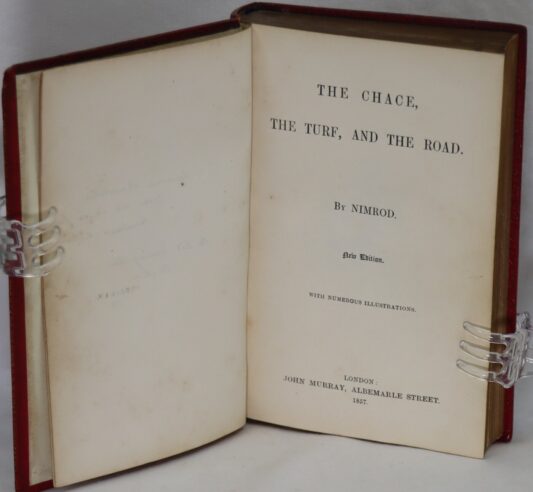 THE CHACE,
THE TURF, AND THE ROAD.
BY NIMROD.
New Edition.
WITH NUMEROUS ILLUSTRATIONS.
LONDON:
JOHN MURRAY, ALBEMARLE STREET.
1857.